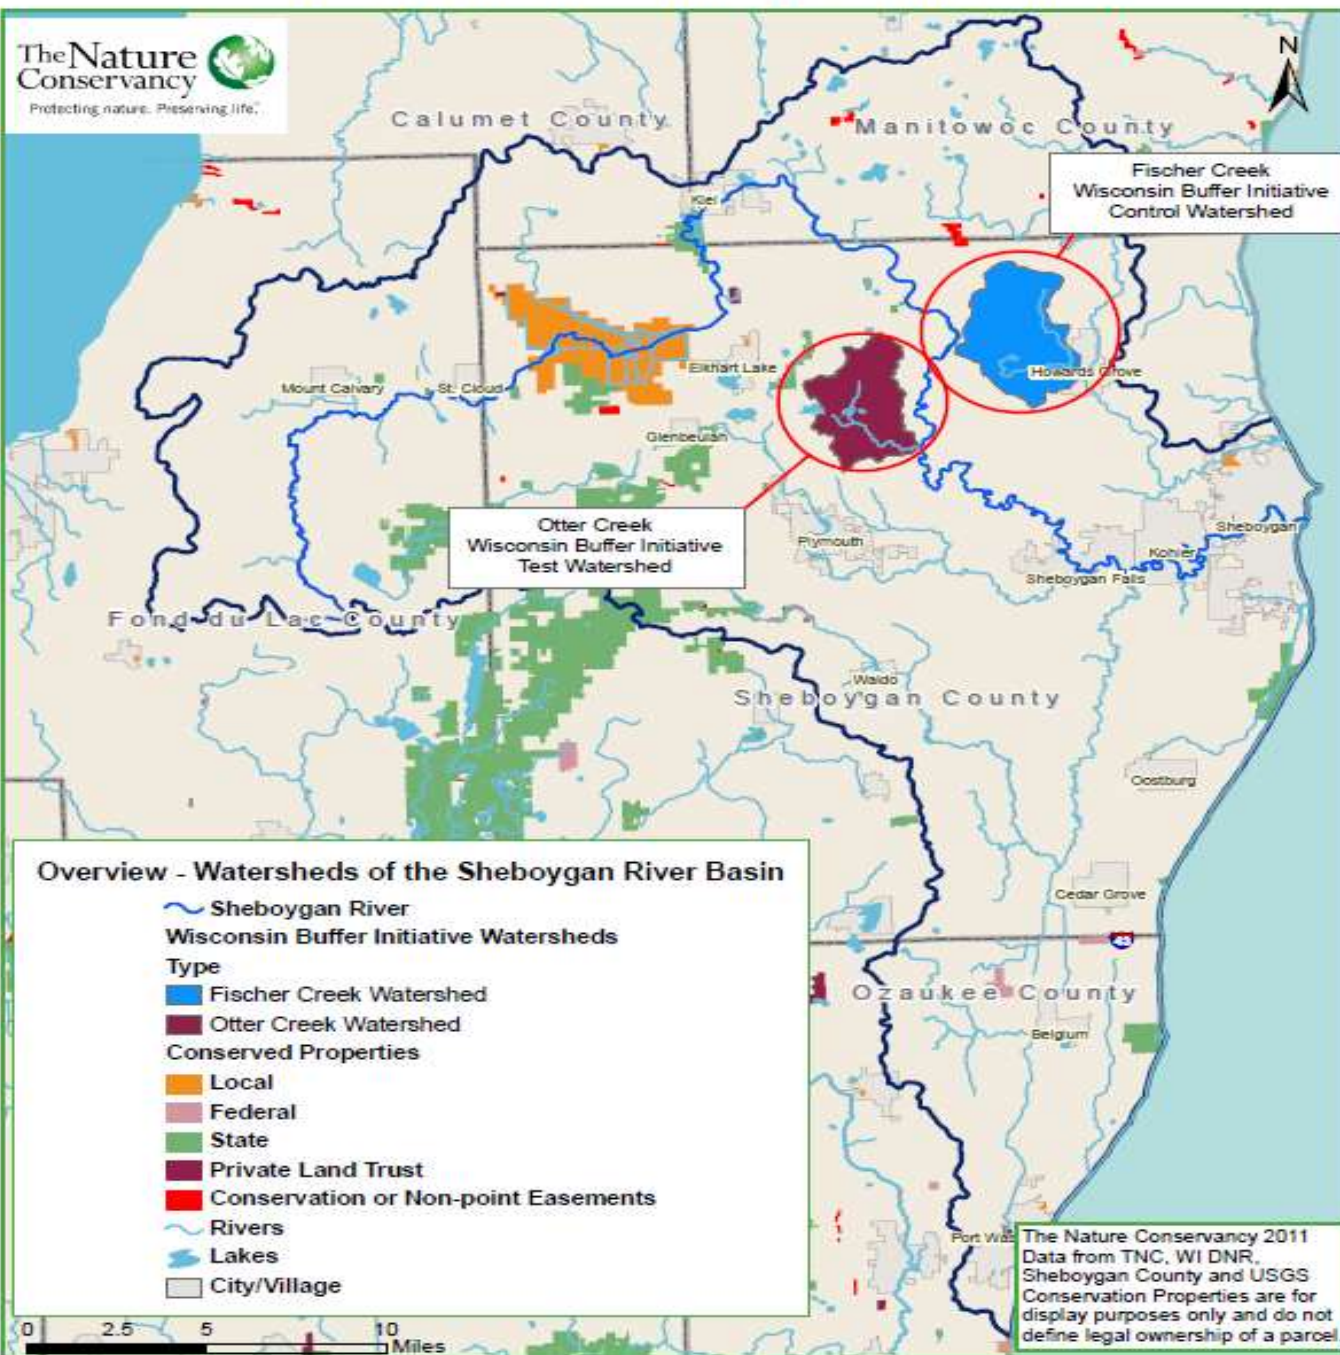 The Nature
Conservancy
Protecting nature. Preserving life.
N
Calumet County
Manitowoc County
Fischer Creek
Wisconsin Buffer Initiative
Control Watershed
Kiel
Elkhart Lake
Howards Grove
Mount Calvary
St. Cloud
Glenbeulah
Otter Creek
Wisconsin Buffer Initiative
Test Watershed
Plymouth
Sheboygan
Kohler
Sheboygan Falls
Fond du Lac County
Waldo
Sheboygan County
Oostburg
Cedar Grove
43
Ozaukee County
Belgium
Port Was
Overview - Watersheds of the Sheboygan River Basin
Sheboygan River
Wisconsin Buffer Initiative Watersheds
Type
Fischer Creek Watershed
Otter Creek Watershed
Conserved Properties
Local
Federal
State
Private Land Trust
Conservation or Non-point Easements
Rivers
Lakes
City/Village
The Nature Conservancy 2011
Data from TNC, WI DNR,
Sheboygan County and USGS
Conservation Properties are for
display purposes only and do not
define legal ownership of a parcel
0 2.5 5 10
Miles